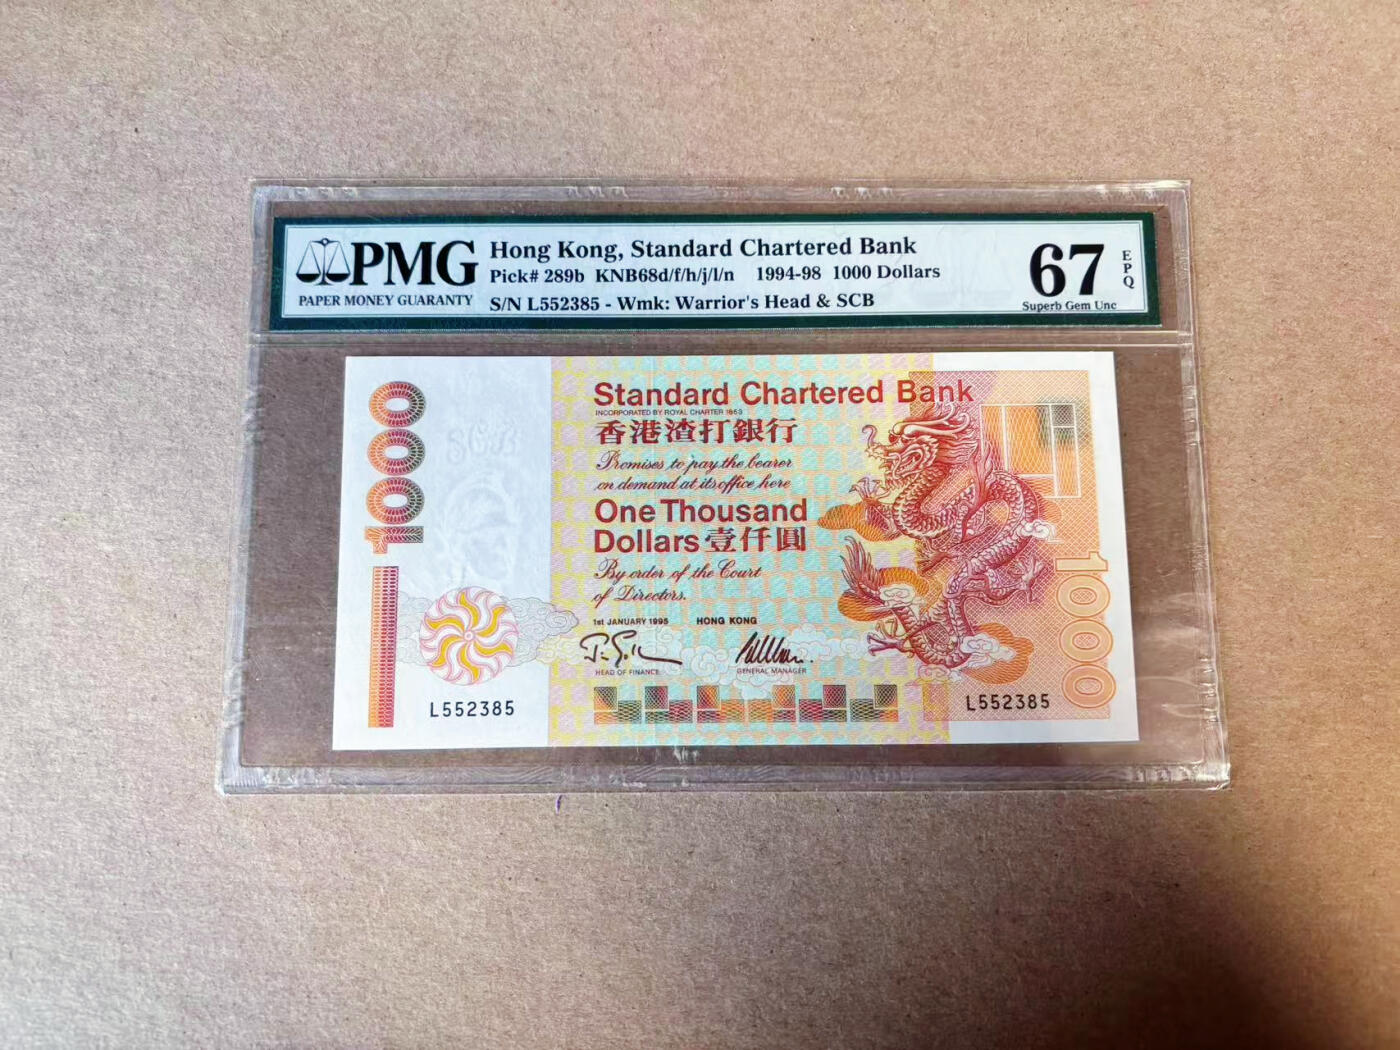 PMG
PAPER MONEY GUARANTY
Hong Kong, Standard Chartered Bank
Pick# 289b KNB68d/f/h/j/l/n 1994-98 1000 Dollars
S/N L552385 - Wmk: Warrior's Head & SCB
67
EPQ
Superb Gem Unc
1000
SCB
Standard Chartered Bank
INCORPORATED BY ROYAL CHARTER 1853
香港渣打銀行
Promises to pay the bearer
on demand at its office here
One Thousand
Dollars 壹仟圓
By order of the Court
of Directors.
1st JANUARY 1995 HONG KONG
HEAD OF FINANCE GENERAL MANAGER
1000
L552385 L552385